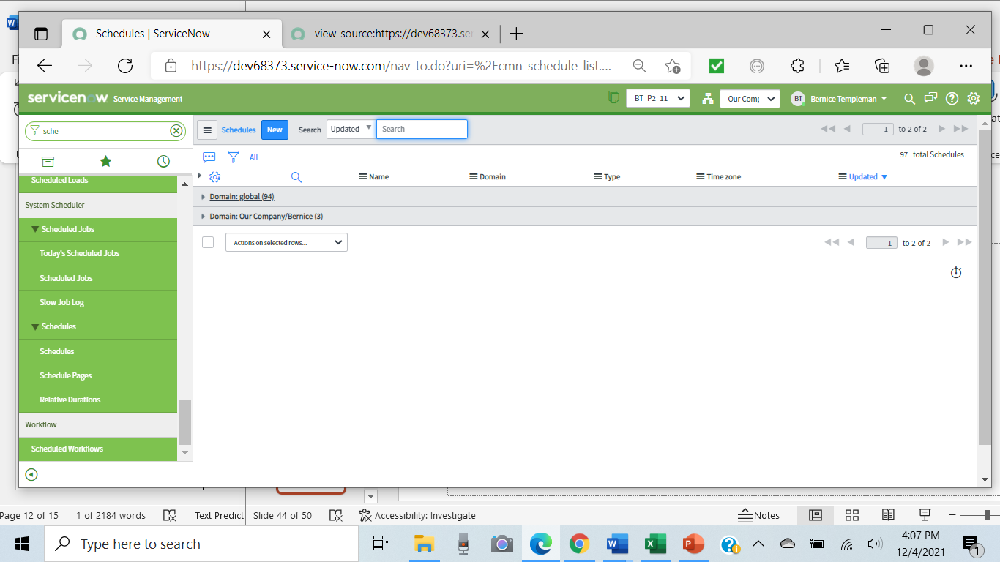 Schedules | ServiceNow
view-source:https://dev68373.se
https://dev68373.service-now.com/nav_to.do?uri=%2Fcmn_schedule_list....
servicenow Service Management
BT_P2_11
Our Comp
BT Bernice Templeman
sche
Schedules New Search Updated Search
1 to 2 of 2
All
97 total Schedules
Name Domain Type Time zone Updated
Domain: global (94)
Domain: Our Company/Bernice (3)
Actions on selected rows...
1 to 2 of 2
Scheduled Loads
System Scheduler
Scheduled Jobs
Today's Scheduled Jobs
Scheduled Jobs
Slow Job Log
Schedules
Schedules
Schedule Pages
Relative Durations
Workflow
Scheduled Workflows
Page 12 of 15 1 of 2184 words Text Predicti Slide 44 of 50 Accessibility: Investigate Notes
Type here to search
4:07 PM
12/4/2021
1